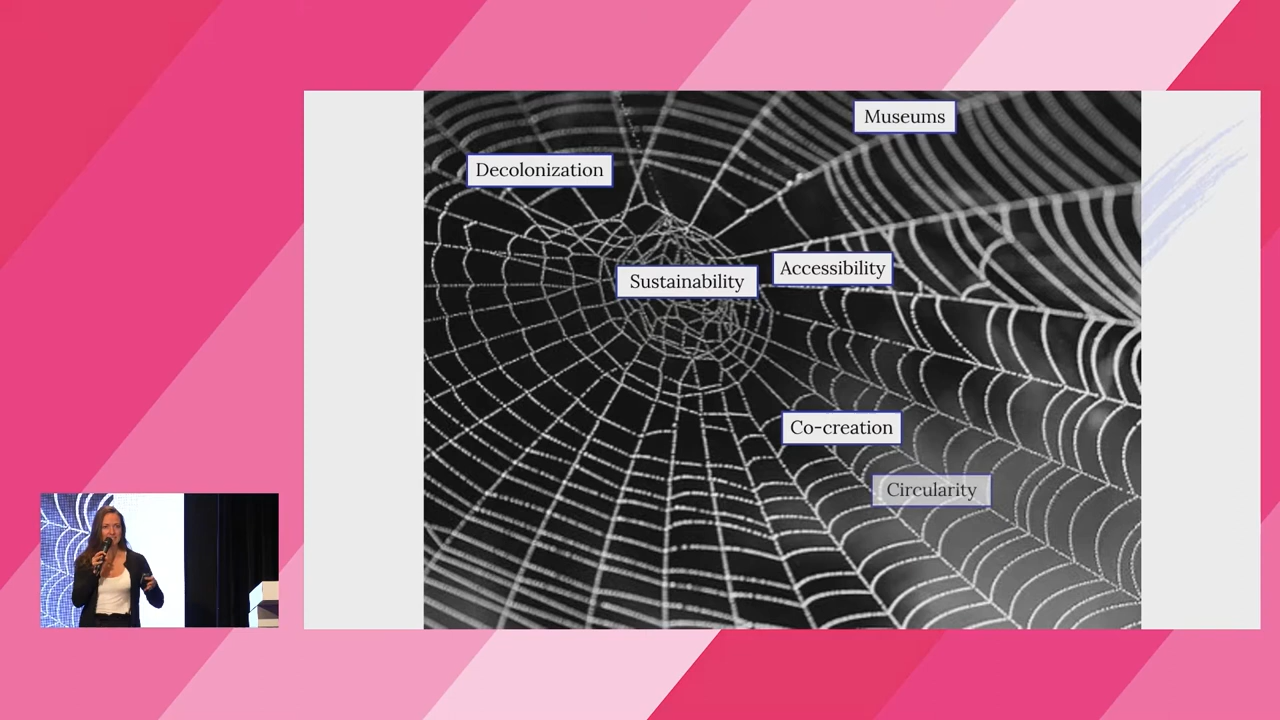 Museums
Decolonization
Accessibility
Sustainability
Co-creation
Circularity